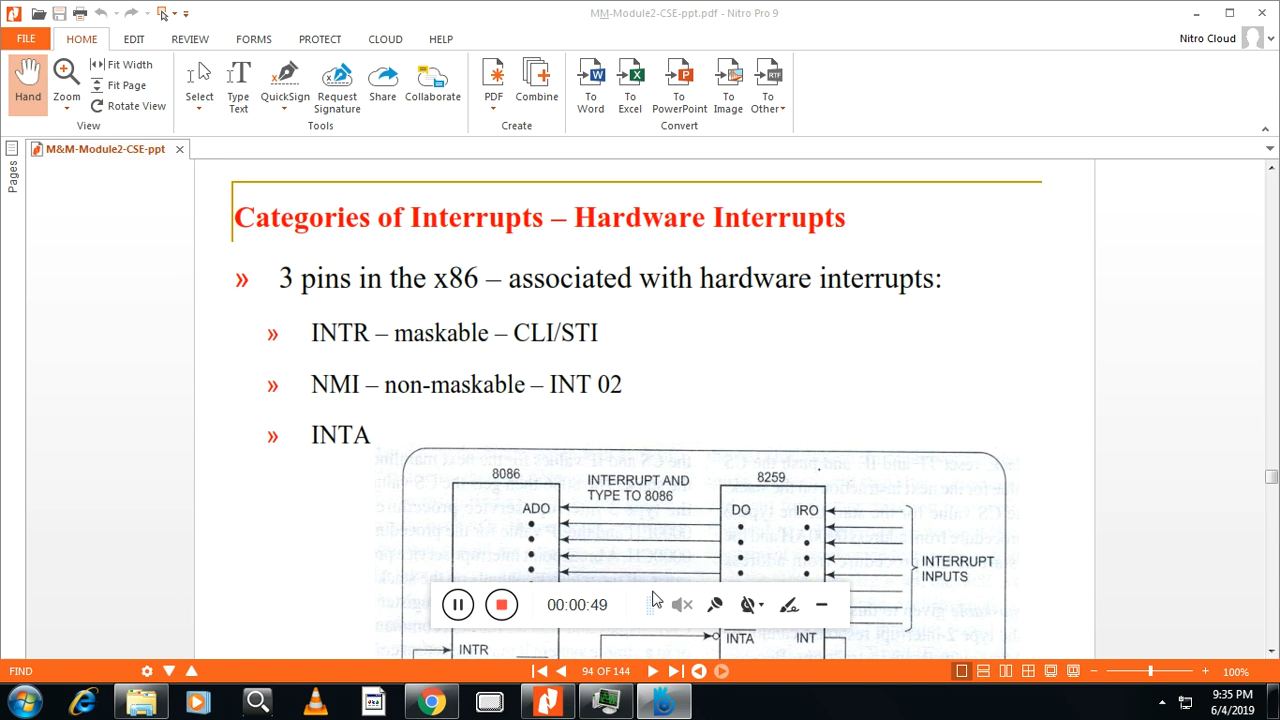 MM-Module2-CSE-ppt.pdf - Nitro Pro 9
FILE HOME EDIT REVIEW FORMS PROTECT CLOUD HELP Nitro Cloud
Hand
Zoom
Fit Width
Fit Page
Rotate View
View
Select
Type Text
QuickSign
Request Signature
Share
Collaborate
Tools
PDF
Combine
Create
To Word
To Excel
To PowerPoint
To Image
To Other
Convert
M&M-Module2-CSE-ppt
Pages
Categories of Interrupts – Hardware Interrupts
» 3 pins in the x86 – associated with hardware interrupts:
» INTR – maskable – CLI/STI
» NMI – non-maskable – INT 02
» INTA
8086
INTERRUPT AND
TYPE TO 8086
8259
ADO
DO IRO
INTERRUPT
INPUTS
00:00:49
INTA INT
INTR
FIND
94 OF 144
100%
9:35 PM
6/4/2019